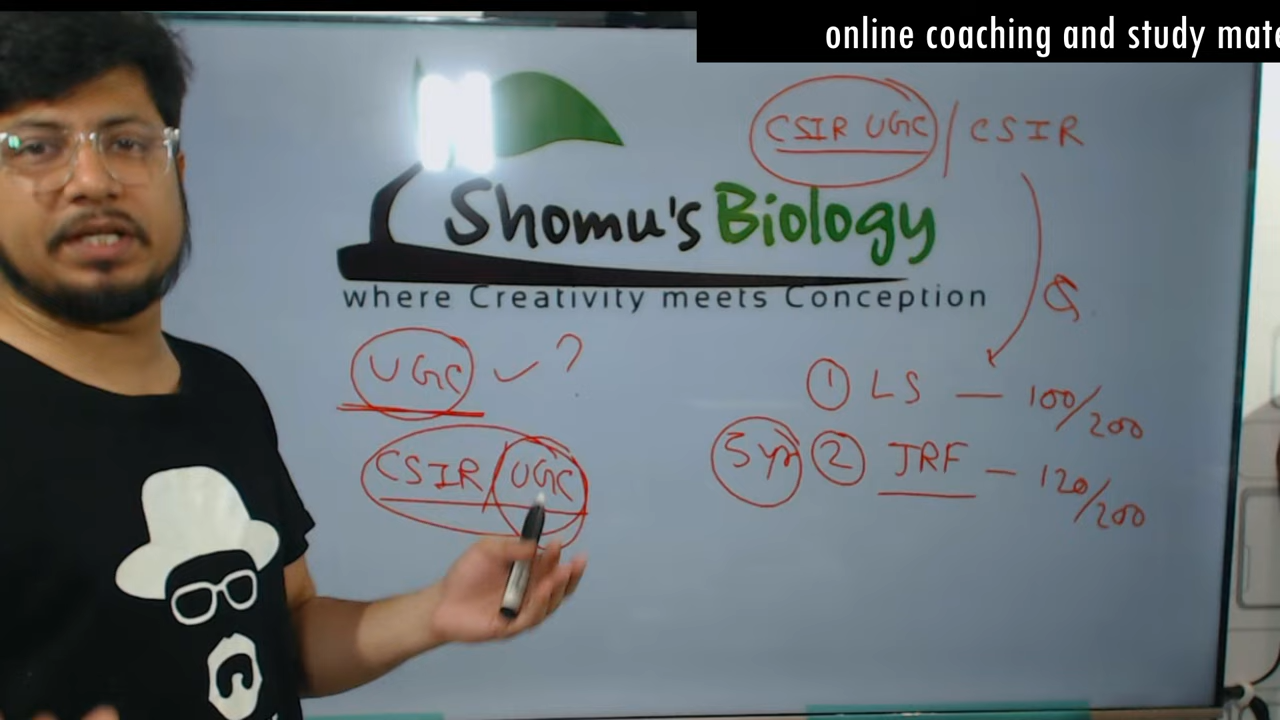 online coaching and study mate
CSIR UGC / CSIR
Shomu's Biology
where Creativity meets Conception
UGC ✓ ?
CSIR/UGC
① LS — 100/200
5yr ② JRF — 120/200